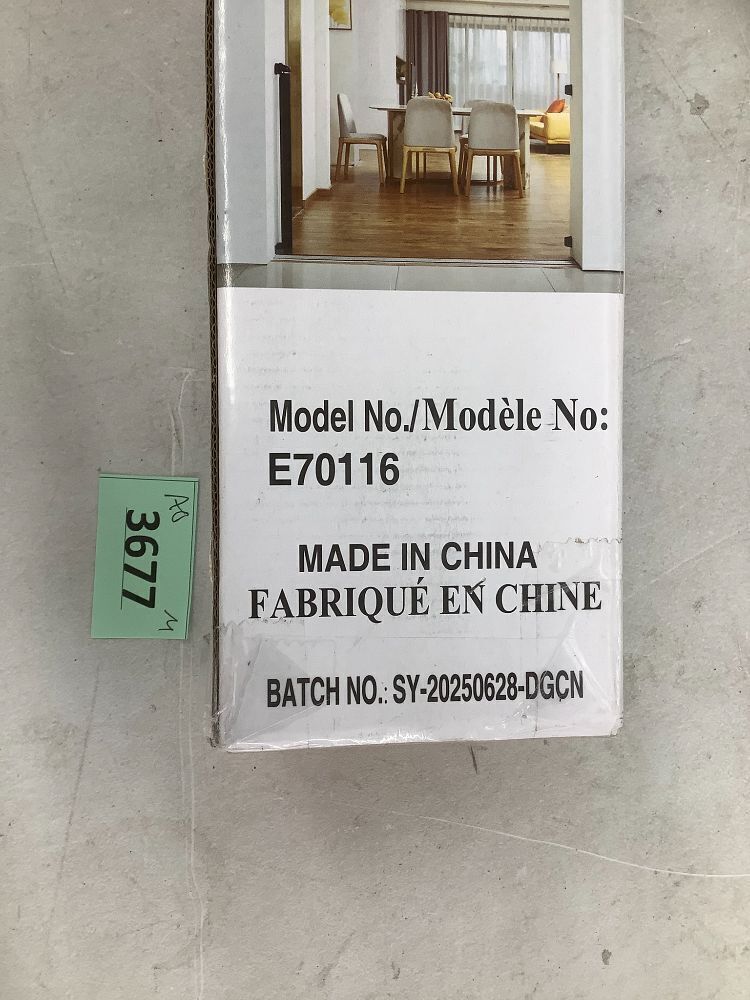 Model No./Modèle No:
E70116
MADE IN CHINA
FABRIQUÉ EN CHINE
BATCH NO.: SY-20250628-DGCN
3677